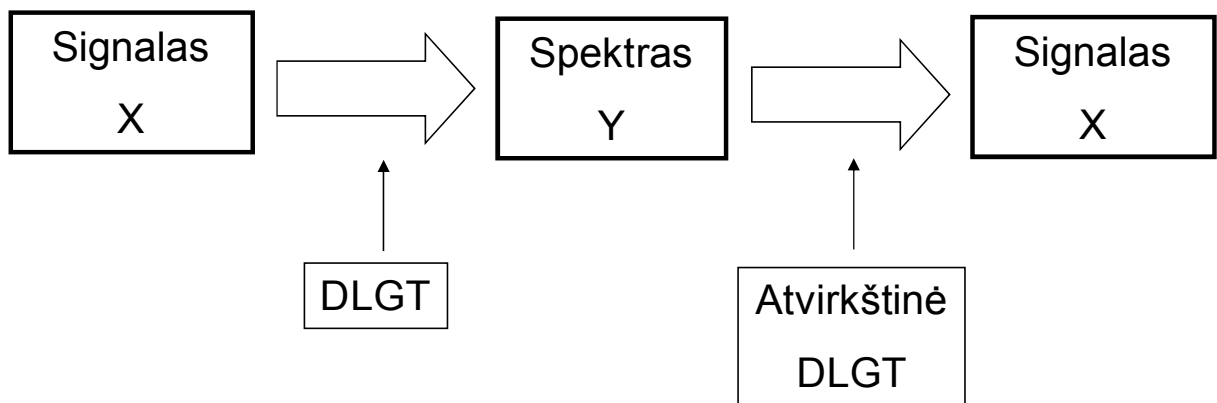 Signalas
X
Spektras
Y
Signalas
X
DLGT
Atvirkštinė
DLGT